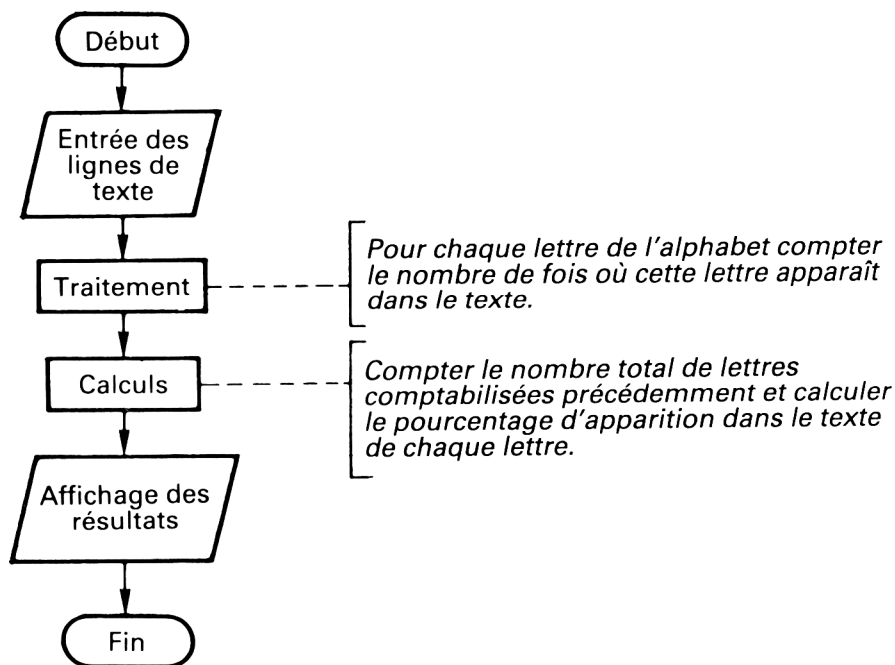 Début
Entrée des
lignes de
texte
Traitement
Pour chaque lettre de l'alphabet compter
le nombre de fois où cette lettre apparaît
dans le texte.
Calculs
Compter le nombre total de lettres
comptabilisées précédemment et calculer
le pourcentage d'apparition dans le texte
de chaque lettre.
Affichage des
résultats
Fin